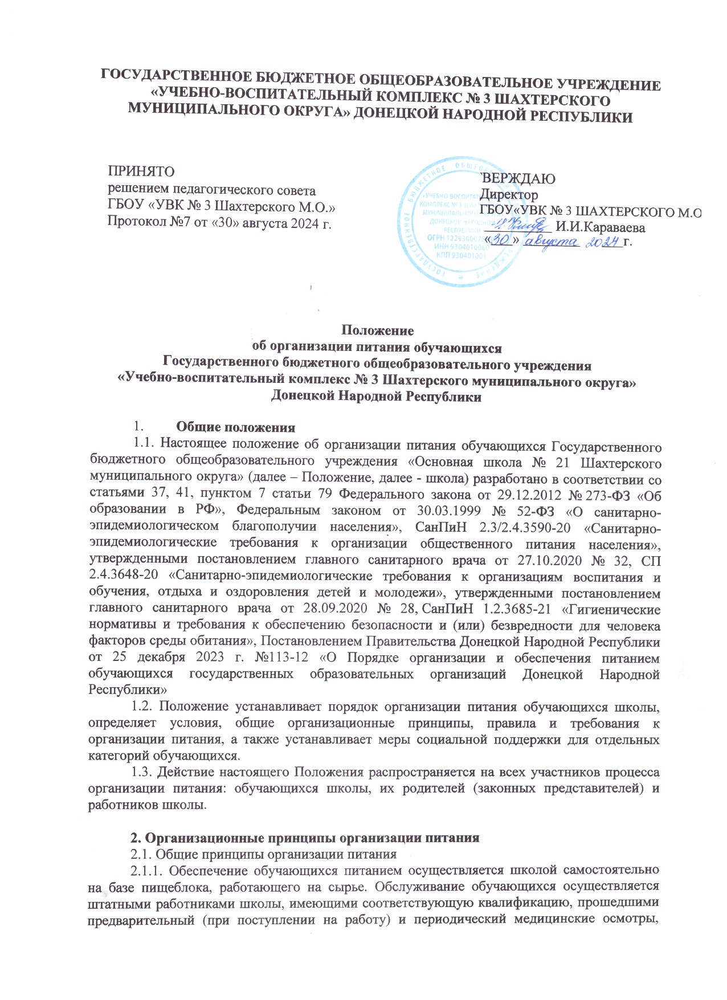 ГОСУДАРСТВЕННОЕ БЮДЖЕТНОЕ ОБЩЕОБРАЗОВАТЕЛЬНОЕ УЧРЕЖДЕНИЕ
«УЧЕБНО-ВОСПИТАТЕЛЬНЫЙ КОМПЛЕКС № 3 ШАХТЕРСКОГО
МУНИЦИПАЛЬНОГО ОКРУГА» ДОНЕЦКОЙ НАРОДНОЙ РЕСПУБЛИКИ
ПРИНЯТО
решением педагогического совета
ГБОУ «УВК № 3 Шахтерского М.О.»
Протокол №7 от «30» августа 2024 г.
ВЕРЖДАЮ
Директор
ГБОУ«УВК № 3 ШАХТЕРСКОГО М.О
И.И.Караваева
«30» августа 2024 г.
ГОСУДАРСТВЕННОЕ БЮДЖЕТНОЕ
«УЧЕБНО-ВОСПИТАТ
КОМПЛЕКС № 3
МУНИЦИПАЛЬНОГО
ДОНЕЦКОЙ НАРОДНОЙ
РЕСПУБЛИКИ
ИНН 9304010060
КПП 930401001
Положение
об организации питания обучающихся
Государственного бюджетного общеобразовательного учреждения
«Учебно-воспитательный комплекс № 3 Шахтерского муниципального округа»
Донецкой Народной Республики
1. Общие положения
1.1. Настоящее положение об организации питания обучающихся Государственного
бюджетного общеобразовательного учреждения «Основная школа № 21 Шахтерского
муниципального округа» (далее – Положение, далее - школа) разработано в соответствии со
статьями 37, 41, пунктом 7 статьи 79 Федерального закона от 29.12.2012 № 273-ФЗ «Об
образовании в РФ», Федеральным законом от 30.03.1999 № 52-ФЗ «О санитарно-
эпидемиологическом благополучии населения», СанПиН 2.3/2.4.3590-20 «Санитарно-
эпидемиологические требования к организации общественного питания населения»,
утвержденными постановлением главного санитарного врача от 27.10.2020 № 32, СП
2.4.3648-20 «Санитарно-эпидемиологические требования к организациям воспитания и
обучения, отдыха и оздоровления детей и молодежи», утвержденными постановлением
главного санитарного врача от 28.09.2020 № 28, СанПиН 1.2.3685-21 «Гигиенические
нормативы и требования к обеспечению безопасности и (или) безвредности для человека
факторов среды обитания», Постановлением Правительства Донецкой Народной Республики
от 25 декабря 2023 г. №113-12 «О Порядке организации и обеспечения питанием
обучающихся государственных образовательных организаций Донецкой Народной
Республики»
1.2. Положение устанавливает порядок организации питания обучающихся школы,
определяет условия, общие организационные принципы, правила и требования к
организации питания, а также устанавливает меры социальной поддержки для отдельных
категорий обучающихся.
1.3. Действие настоящего Положения распространяется на всех участников процесса
организации питания: обучающихся школы, их родителей (законных представителей) и
работников школы.
2. Организационные принципы организации питания
2.1. Общие принципы организации питания
2.1.1. Обеспечение обучающихся питанием осуществляется школой самостоятельно
на базе пищеблока, работающего на сырье. Обслуживание обучающихся осуществляется
штатными работниками школы, имеющими соответствующую квалификацию, прошедшими
предварительный (при поступлении на работу) и периодический медицинские осмотры,